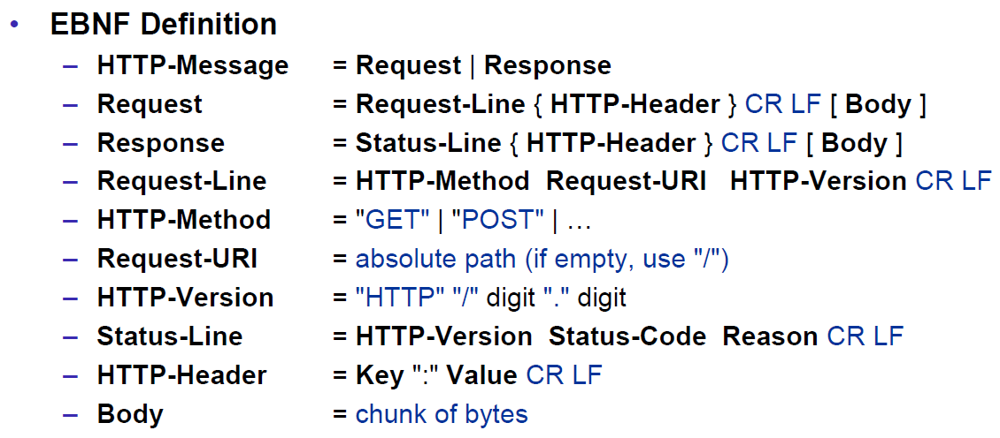 • EBNF Definition
– HTTP-Message = Request | Response
– Request = Request-Line { HTTP-Header } CR LF [ Body ]
– Response = Status-Line { HTTP-Header } CR LF [ Body ]
– Request-Line = HTTP-Method Request-URI HTTP-Version CR LF
– HTTP-Method = "GET" | "POST" | …
– Request-URI = absolute path (if empty, use "/")
– HTTP-Version = "HTTP" "/" digit "." digit
– Status-Line = HTTP-Version Status-Code Reason CR LF
– HTTP-Header = Key ":" Value CR LF
– Body = chunk of bytes